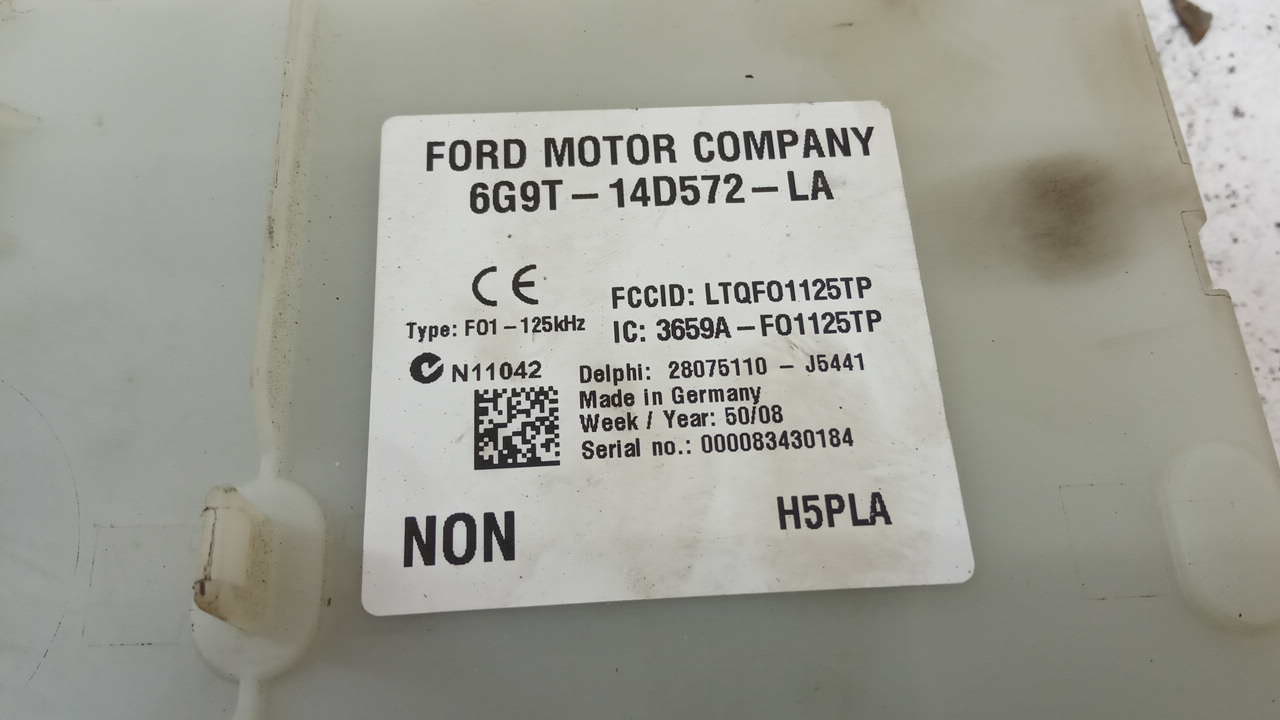 FORD MOTOR COMPANY
6G9T-14D572-LA
CE
FCCID: LTQFO1125TP
Type: FO1-125kHz
IC: 3659A-FO1125TP
N11042
Delphi: 28075110 - J5441
Made in Germany
Week / Year: 50/08
Serial no.: 000083430184
NON
H5PLA